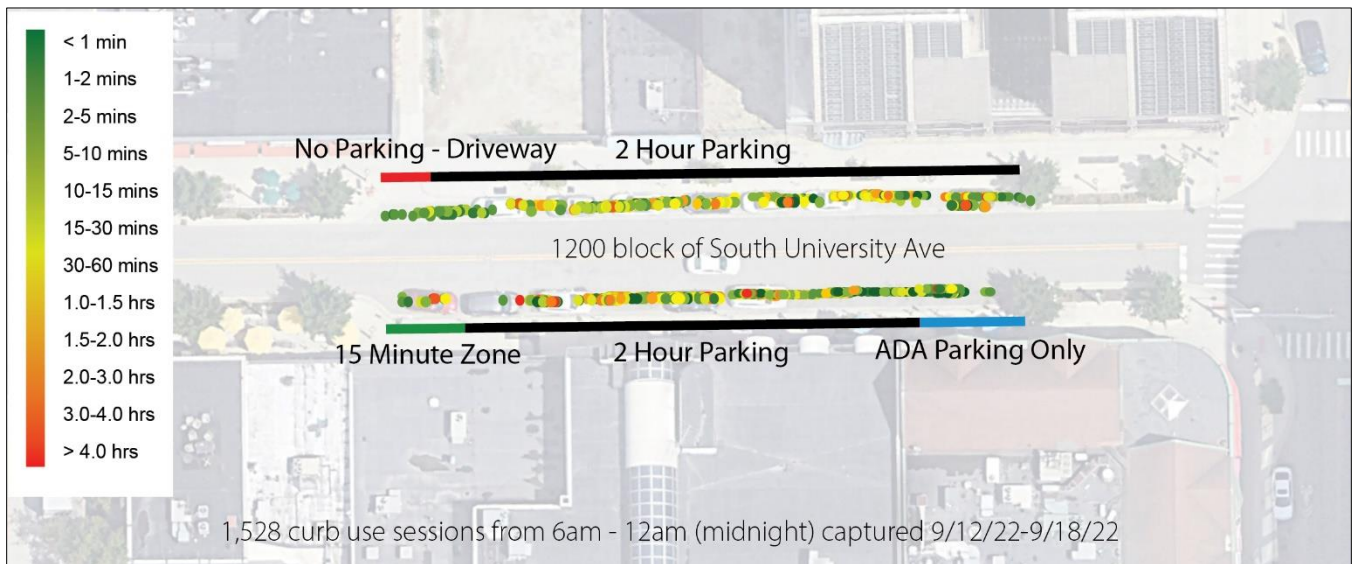 < 1 min
1-2 mins
2-5 mins
5-10 mins
10-15 mins
15-30 mins
30-60 mins
1.0-1.5 hrs
1.5-2.0 hrs
2.0-3.0 hrs
3.0-4.0 hrs
> 4.0 hrs
No Parking - Driveway
2 Hour Parking
1200 block of South University Ave
15 Minute Zone
2 Hour Parking
ADA Parking Only
1,528 curb use sessions from 6am - 12am (midnight) captured 9/12/22-9/18/22